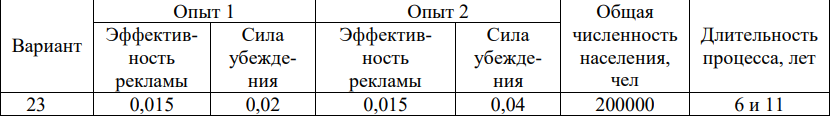 Вариант
Опыт 1
Опыт 2
Общая
численность
населения,
чел
Длительность
процесса, лет
Эффектив-
ность
рекламы
Сила
убежде-
ния
Эффектив-
ность
рекламы
Сила
убежде-
ния
23 0,015 0,02 0,015 0,04 200000 6 и 11